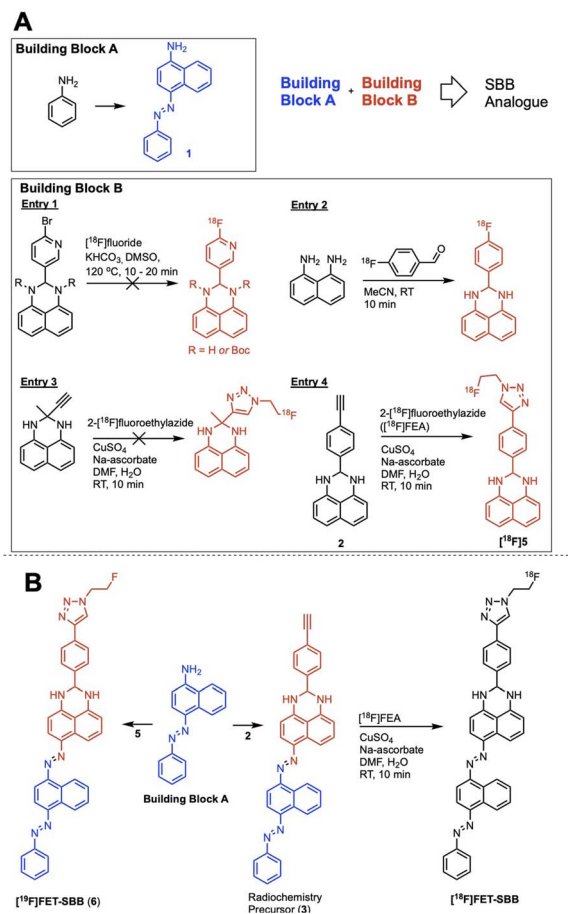 A
Building Block A
NH2
1
Building Block A + Building Block B
SBB Analogue
Building Block B
Entry 1
Br
N
R N N R
[18F]fluoride
KHCO3, DMSO,
120 ºC, 10 - 20 min
18F
N
R N N R
R = H or Boc
Entry 2
NH2 NH2
18F O
MeCN, RT
10 min
18F
HN NH
Entry 3
HN NH
2-[18F]fluoroethylazide
CuSO4
Na-ascorbate
DMF, H2O
RT, 10 min
N N N
18F
HN NH
Entry 4
HN NH
2
2-[18F]fluoroethylazide
([18F]FEA)
CuSO4
Na-ascorbate
DMF, H2O
RT, 10 min
18F
N N N
HN NH
[18F]5
B
F
N N N
HN NH
N N
N N
[19F]FET-SBB (6)
5
NH2
N N
Building Block A
2
HN NH
N N
N N
Radiochemistry
Precursor (3)
[18F]FEA
CuSO4
Na-ascorbate
DMF, H2O
RT, 10 min
18F
N N N
HN NH
N N
N N
[18F]FET-SBB